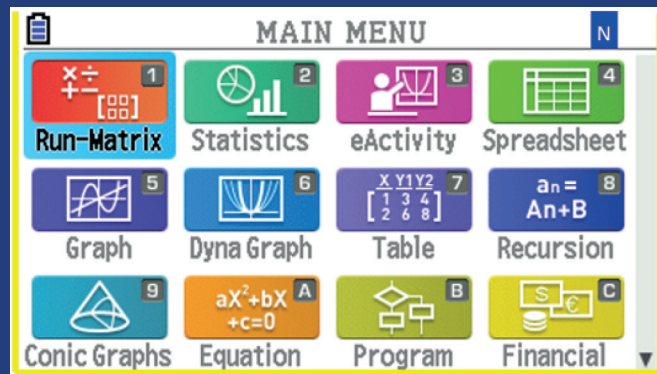 MAIN MENU N
×÷ +− 1
2
3
4
Run-Matrix
Statistics
eActivity
Spreadsheet
5
6
X Y1 Y2 7
1 3 4
2 6 8
an= 8
An+B
Graph
Dyna Graph
Table
Recursion
9
aX²+bX A
+c=0
B
$ € C
Conic Graphs
Equation
Program
Financial